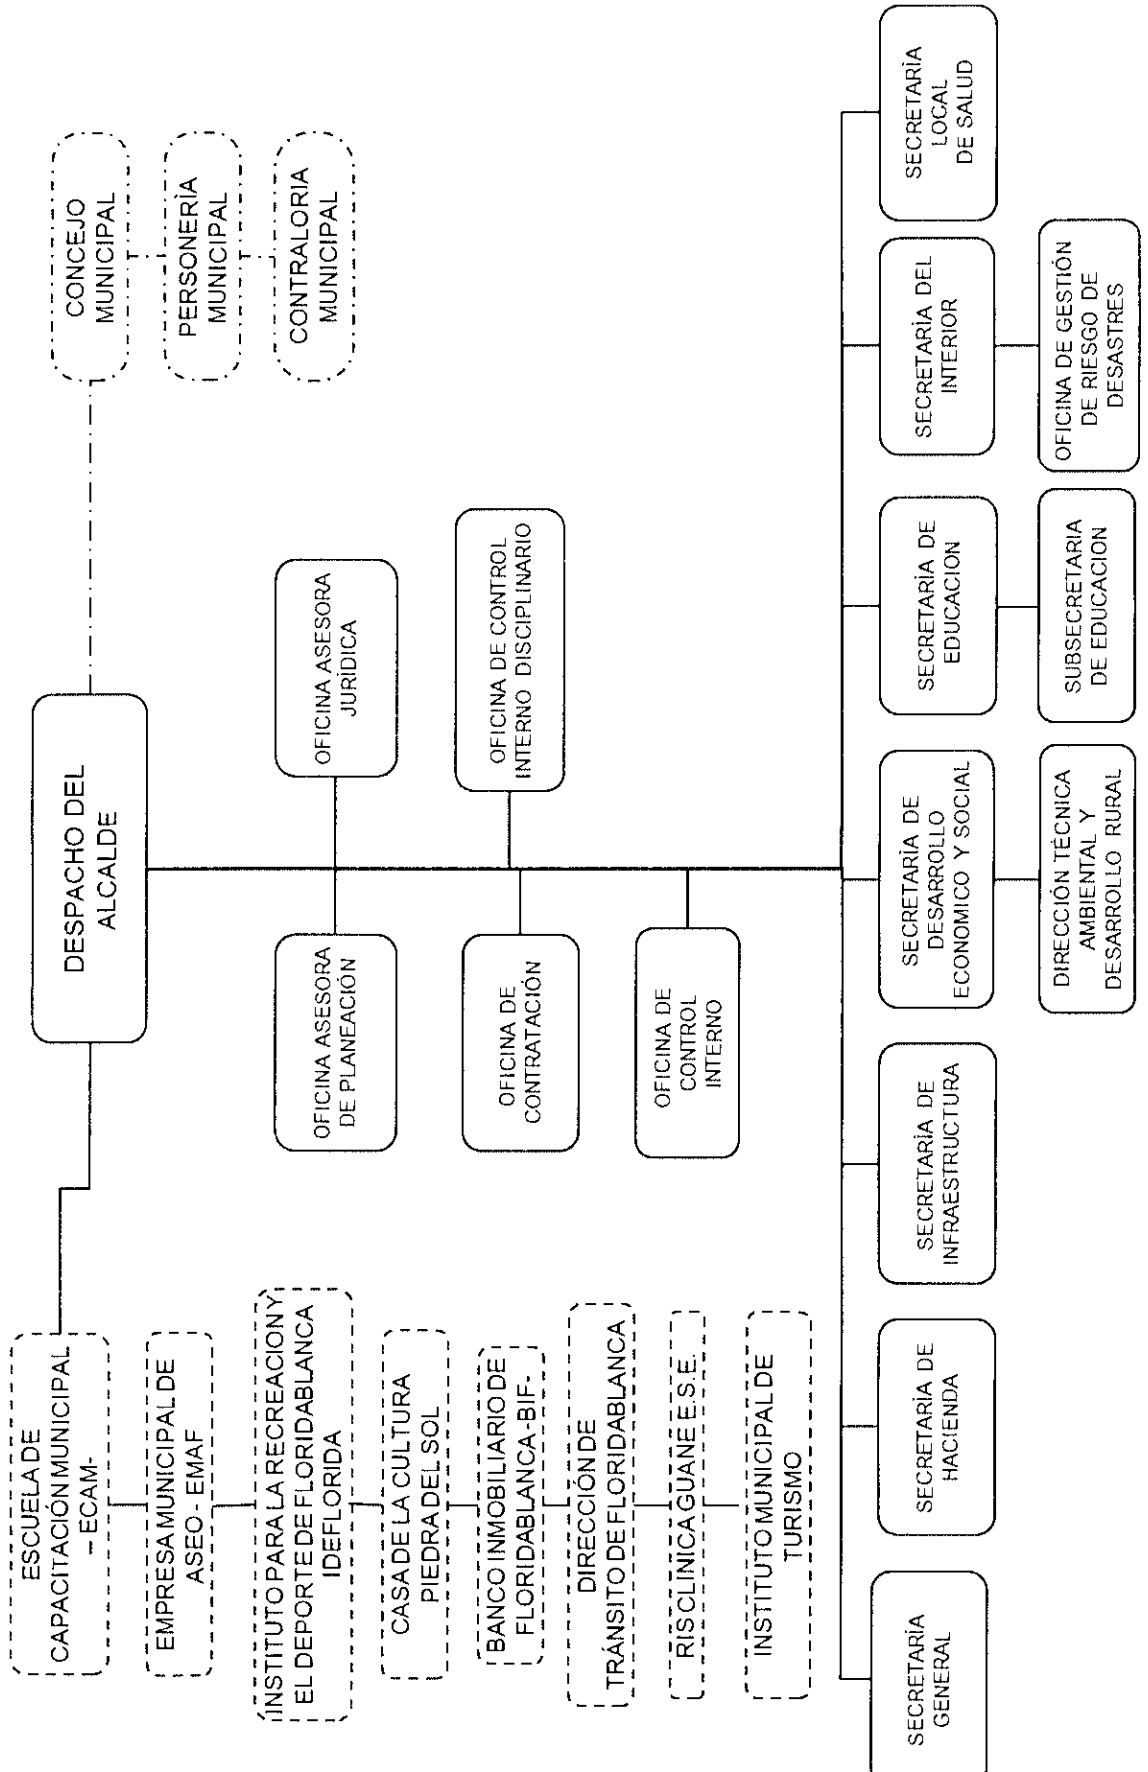 DESPACHO DEL
ALCALDE
CONCEJO
MUNICIPAL
PERSONERÌA
MUNICIPAL
CONTRALORIA
MUNICIPAL
ESCUELA DE
CAPACITACIÓN MUNICIPAL
– ECAM-
EMPRESA MUNICIPAL DE
ASEO - EMAF
INSTITUTO PARA LA RECREACION Y
EL DEPORTE DE FLORIDABLANCA
IDEFLORIDA
CASA DE LA CULTURA
PIEDRA DEL SOL
BANCO INMOBILIARIO DE
FLORIDABLANCA -BIF-
DIRECCIÓN DE
TRÁNSITO DE FLORIDABLANCA
RIS CLINICA GUANE E.S.E.
INSTITUTO MUNICIPAL DE
TURISMO
OFICINA ASESORA
DE PLANEACIÓN
OFICINA ASESORA
JURÍDICA
OFICINA DE
CONTRATACIÓN
OFICINA DE CONTROL
INTERNO DISCIPLINARIO
OFICINA DE
CONTROL
INTERNO
SECRETARÍA
GENERAL
SECRETARÍA DE
HACIENDA
SECRETARÍA DE
INFRAESTRUCTURA
SECRETARÍA DE
DESARROLLO
ECONOMICO Y SOCIAL
SECRETARÍA DE
EDUCACION
SECRETARÍA DEL
INTERIOR
SECRETARÍA
LOCAL
DE SALUD
DIRECCIÓN TÉCNICA
AMBIENTAL Y
DESARROLLO RURAL
SUBSECRETARIA
DE EDUCACION
OFICINA DE GESTIÓN
DE RIESGO DE
DESASTRES